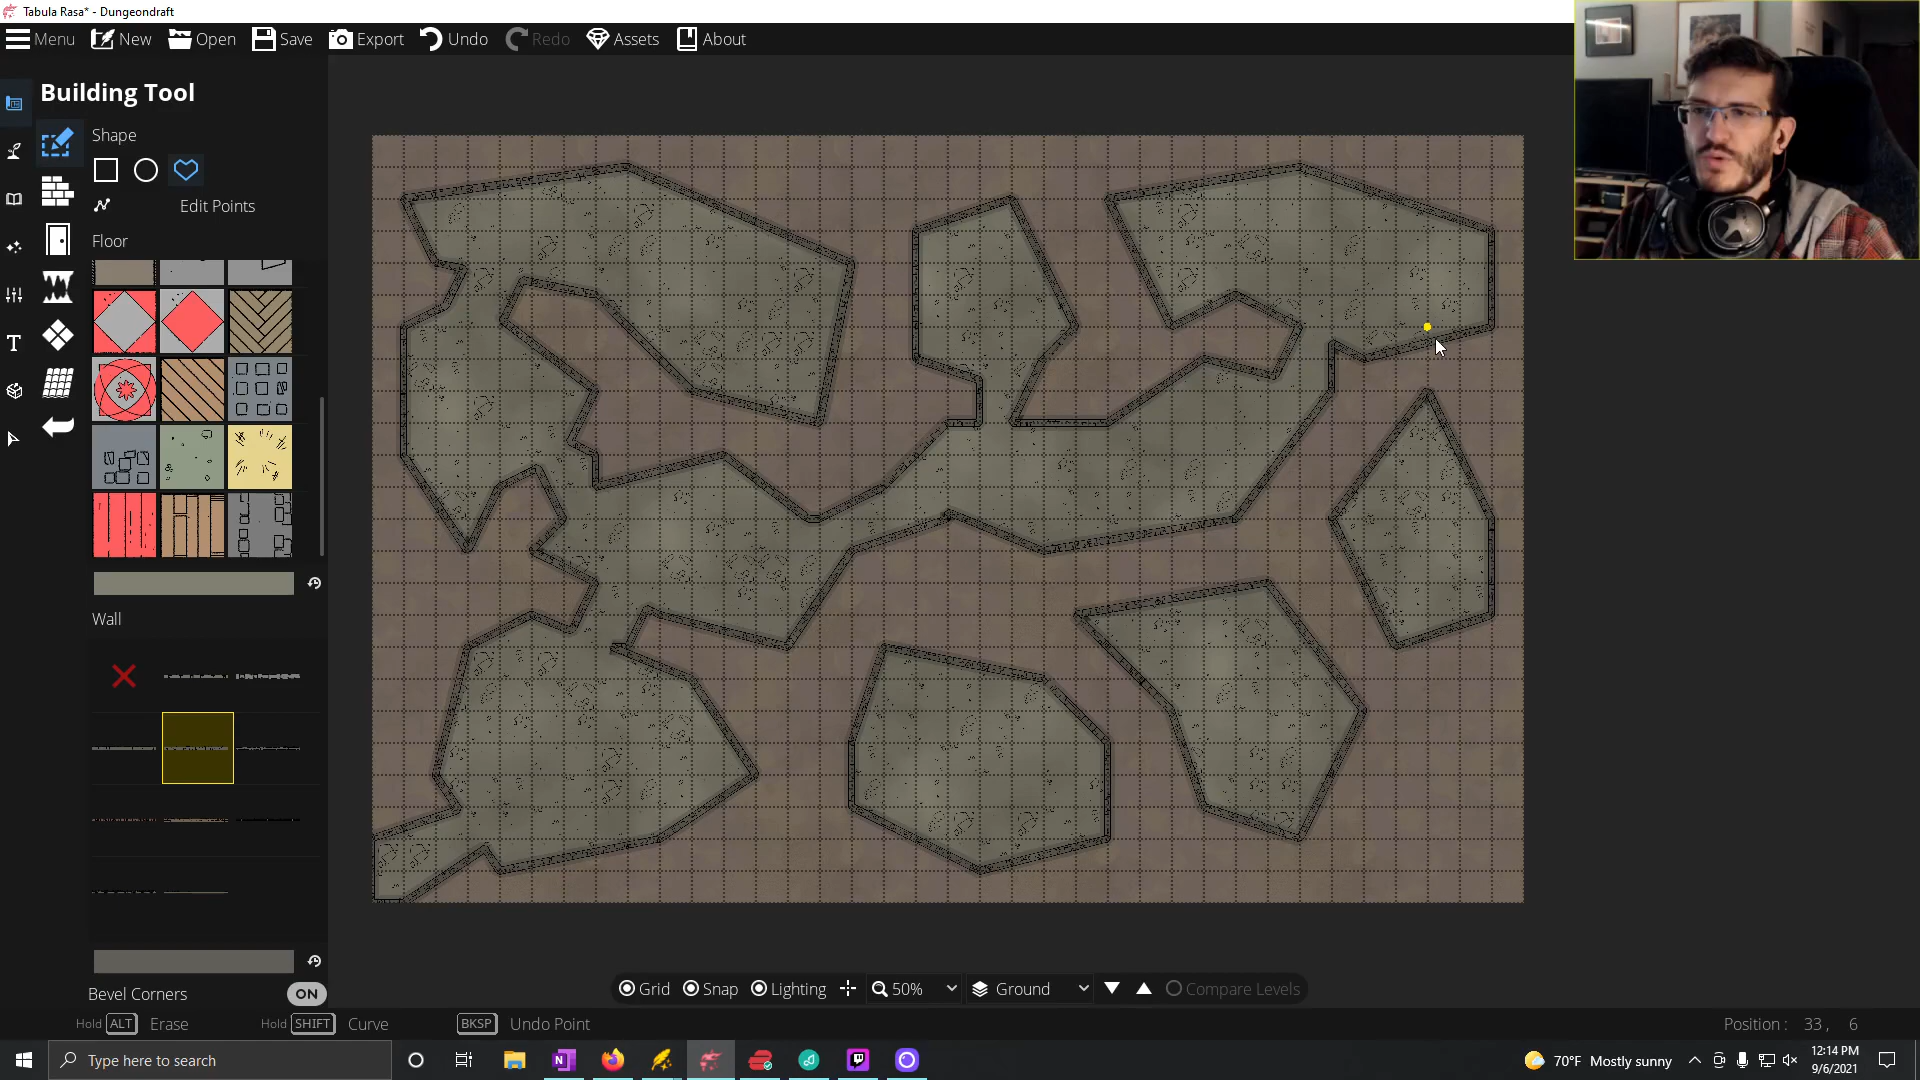 Tabula Rasa* - Dungeondraft
Menu New Open Save Export Undo Redo Assets About
Building Tool
Shape
Edit Points
Floor
Wall
Bevel Corners ON
Grid Snap Lighting 50% Ground Compare Levels
Hold ALT Erase Hold SHIFT Curve BKSP Undo Point Position : 33, 6
Type here to search
70°F Mostly sunny
12:14 PM
9/6/2021